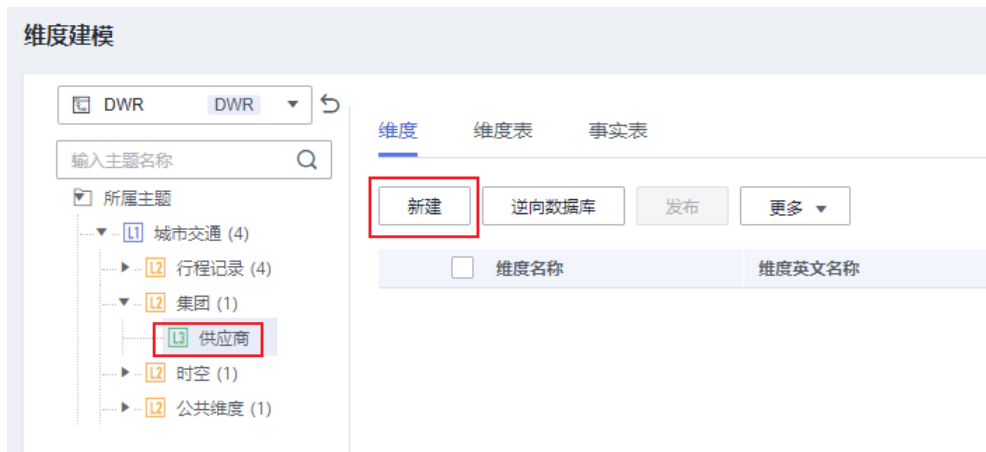 维度建模
DWR DWR
输入主题名称
所属主题
L1 城市交通 (4)
L2 行程记录 (4)
L2 集团 (1)
L3 供应商
L2 时空 (1)
L2 公共维度 (1)
维度 维度表 事实表
新建 逆向数据库 发布 更多
维度名称 维度英文名称